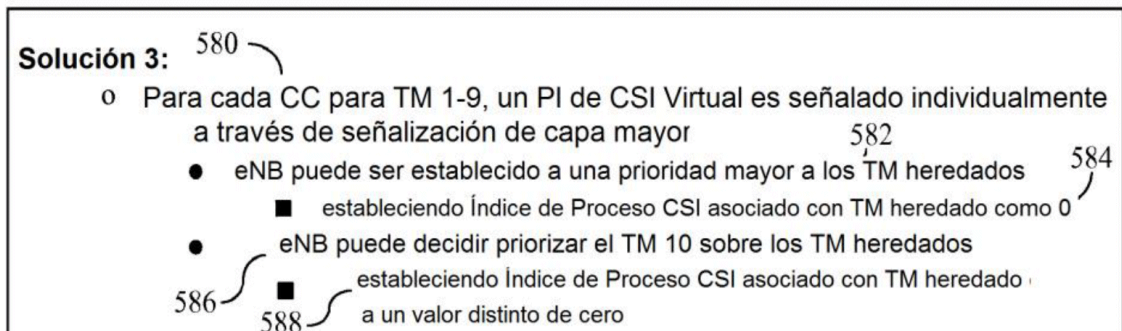 580
Solución 3:
o Para cada CC para TM 1-9, un PI de CSI Virtual es señalado individualmente
a través de señalización de capa mayor
582
● eNB puede ser establecido a una prioridad mayor a los TM heredados
584
■ estableciendo Índice de Proceso CSI asociado con TM heredado como 0
● eNB puede decidir priorizar el TM 10 sobre los TM heredados
586
■ estableciendo Índice de Proceso CSI asociado con TM heredado
588
a un valor distinto de cero